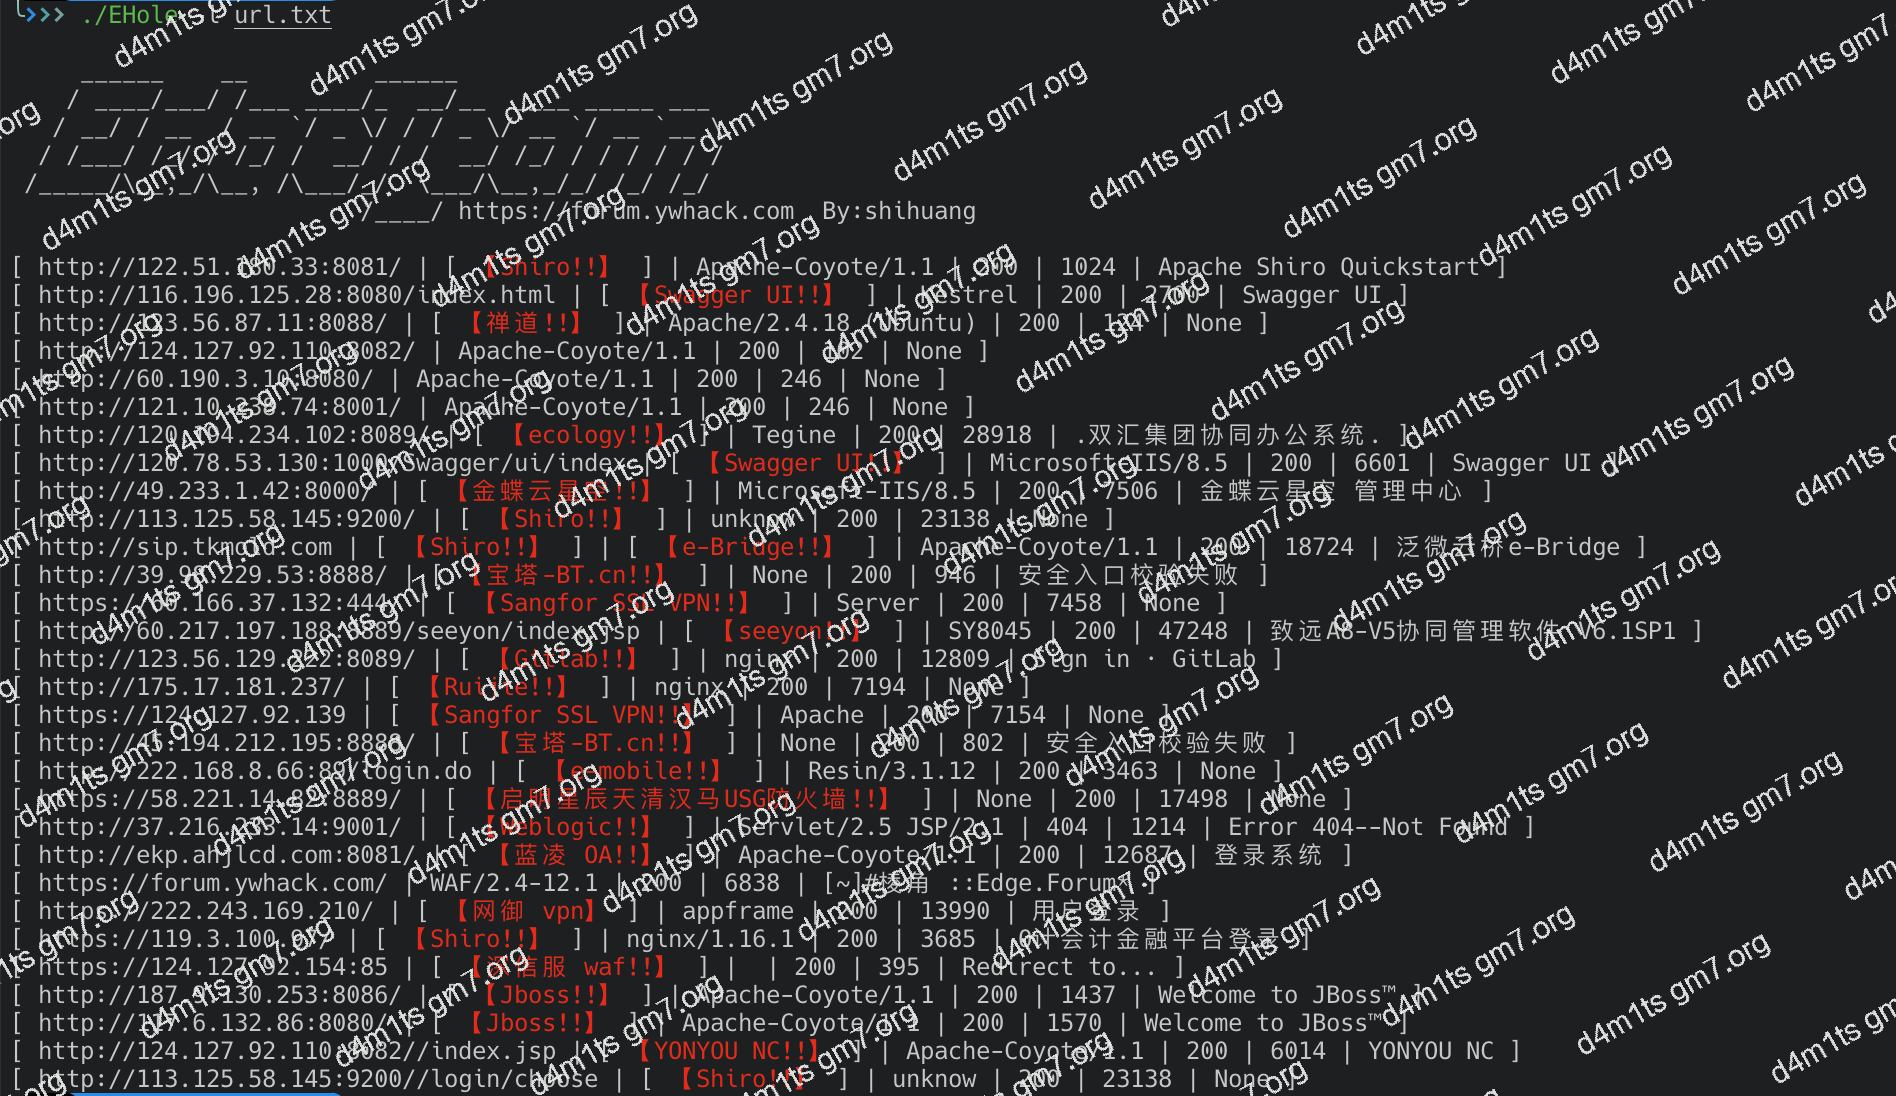 >>> ./EHole -l url.txt
https://forum.ywhack.com By:shihuang
[ http://122.51. .33:8081/ | [ 【Shiro!!】 ] | Apache-Coyote/1.1 | 200 | 1024 | Apache Shiro Quickstart ]
[ http://116.196.125.28:8080/index.html | [ 【Swagger UI!!】 ] | Kestrel | 200 | | Swagger UI ]
[ http:// .56.87.11:8088/ | [ 【禅道!!】 ] | Apache/2.4.18 (Ubuntu) | 200 | | None ]
[ http://124.127.92.110:8082/ | Apache-Coyote/1.1 | 200 | | None ]
[ http://60.190.3. :8080/ | Apache-Coyote/1.1 | 200 | 246 | None ]
[ http://121.10. .74:8001/ | Apache-Coyote/1.1 | 200 | 246 | None ]
[ http://120. .234.102:8089/ | [ 【ecology!!】 ] | Tegine | 200 | 28918 | .双汇集团协同办公系统. ]
[ http://120.78.53.130:1000/swagger/ui/index | [ 【Swagger UI!!】 ] | Microsoft-IIS/8.5 | 200 | 6601 | Swagger UI ]
[ http://49.233.1.42:8000/ | [ 【金蝶云星空!!】 ] | Microsoft-IIS/8.5 | 200 | 7506 | 金蝶云星空 管理中心 ]
[ http://113.125.58.145:9200/ | [ 【Shiro!!】 ] | unknow | 200 | 23138 | None ]
[ http://sip. .com | [ 【Shiro!!】 ] | [ 【e-Bridge!!】 ] | Apache-Coyote/1.1 | 200 | 18724 | 泛微云桥e-Bridge ]
[ http://39. .229.53:8888/ | [ 【宝塔-BT.cn!!】 ] | None | 200 | 946 | 安全入口校验失败 ]
[ https:// .166.37.132: | [ 【Sangfor SSL VPN!!】 ] | Server | 200 | 7458 | None ]
[ http://60.217.197. : /seeyon/index.jsp | [ 【seeyon!!】 ] | SY8045 | 200 | 47248 | 致远A8-V5协同管理软件 V6.1SP1 ]
[ http://123.56.129. :8089/ | [ 【GitLab!!】 ] | nginx | 200 | 12809 | Sign in · GitLab ]
[ http://175.17.181.237/ | [ 【Ruijie!!】 ] | nginx | 200 | 7194 | None ]
[ https://124.127.92.139 | [ 【Sangfor SSL VPN!!】 ] | Apache | 200 | 7154 | None ]
[ http:// .194.212.195:8888/ | [ 【宝塔-BT.cn!!】 ] | None | 200 | 802 | 安全入口校验失败 ]
[ http://222.168.8.66: /login.do | [ 【eemobile!!】 ] | Resin/3.1.12 | 200 | 3463 | None ]
[ https://58.221.14. :8889/ | [ 【启明星辰天清汉马USG防火墙!!】 ] | None | 200 | 17498 | None ]
[ http://37.216. .14:9001/ | [ 【Weblogic!!】 ] | Servlet/2.5 JSP/2.1 | 404 | 1214 | Error 404--Not Found ]
[ http://ekp.ahjlcd.com:8081/ | [ 【蓝凌 OA!!】 ] | Apache-Coyote/1.1 | 200 | 12687 | 登录系统 ]
[ https://forum.ywhack.com/ | WAF/2.4-12.1 | 200 | 6838 | [~]#棱角 ::Edge.Forum* ]
[ https://222.243.169.210/ | [ 【网御 vpn】 ] | appframe | 200 | 13990 | 用户登录 ]
[ https://119.3.100. / | [ 【Shiro!!】 ] | nginx/1.16.1 | 200 | 3685 | 会计金融平台登录 ]
[ https://124.127.92.154:85 | [ 【深信服 waf!!】 ] | | 200 | 395 | Redirect to... ]
[ http://187. .130.253:8086/ | [ 【Jboss!!】 ] | Apache-Coyote/1.1 | 200 | 1437 | Welcome to JBoss™ ]
[ http:// .6.132.86:8080/ | [ 【Jboss!!】 ] | Apache-Coyote/1.1 | 200 | 1570 | Welcome to JBoss™ ]
[ http://124.127.92.110:8082//index.jsp | [ 【YONYOU NC!!】 ] | Apache-Coyote/1.1 | 200 | 6014 | YONYOU NC ]
[ http://113.125.58.145:9200//login/choose | [ 【Shiro!!】 ] | unknow | 200 | 23138 | None ]
d4m1ts gm7.org